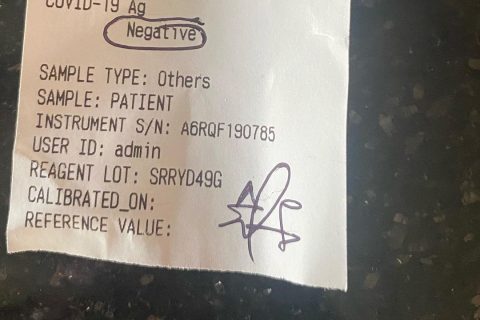 COVID-19 Ag
Negative
SAMPLE TYPE: Others
SAMPLE: PATIENT
INSTRUMENT S/N: A6RQF190785
USER ID: admin
REAGENT LOT: SRRYD49G
CALIBRATED_ON:
REFERENCE VALUE: